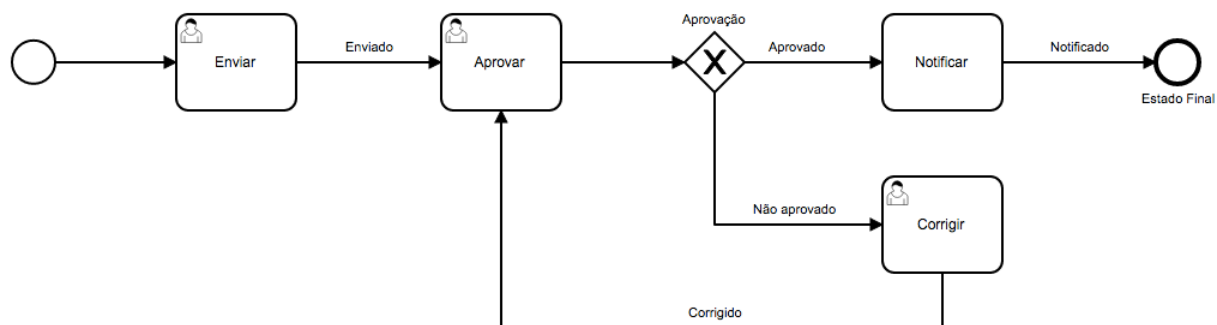 Aprovação
Enviar
Enviado
Aprovar
Aprovado
Notificar
Notificado
Estado Final
Não aprovado
Corrigir
Corrigido